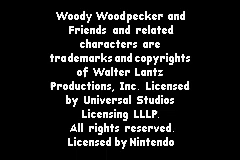 Woody Woodpecker and
Friends and related
characters are
trademarks and copyrights
of Walter Lantz
Productions, Inc. Licensed
by Universal Studios
Licensing LLLP.
All rights reserved.
Licensed by Nintendo